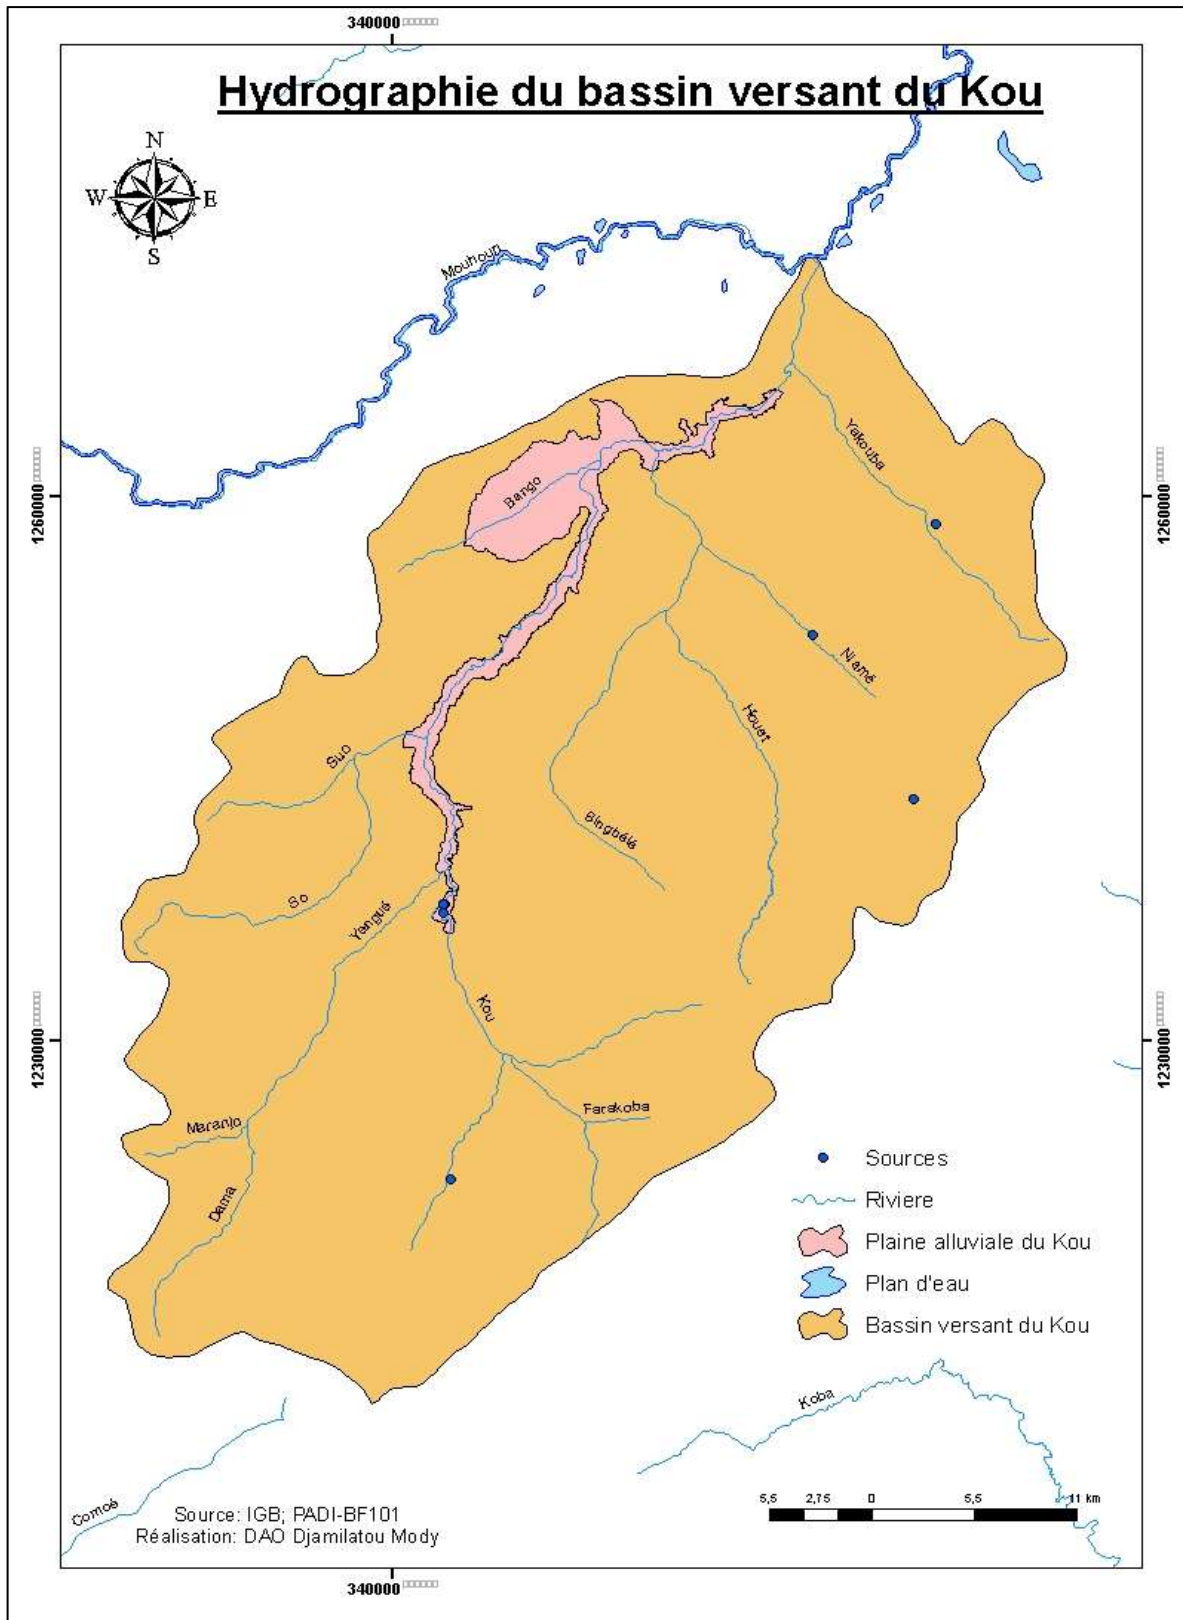 340000
Hydrographie du bassin versant du Kou
N
W E
S
Mouhoun
Yakouba
Bango
1260000
1260000
Niamé
Houet
Suo
Bingbélé
So
Yangué
Kou
1230000
1230000
Farakoba
Maranjo
Dama
Sources
Riviere
Plaine alluviale du Kou
Plan d'eau
Bassin versant du Kou
Koba
Comoé
5,5 2,75 0 5,5 11 km
Source: IGB; PADI-BF101
Réalisation: DAO Djamilatou Mody
340000